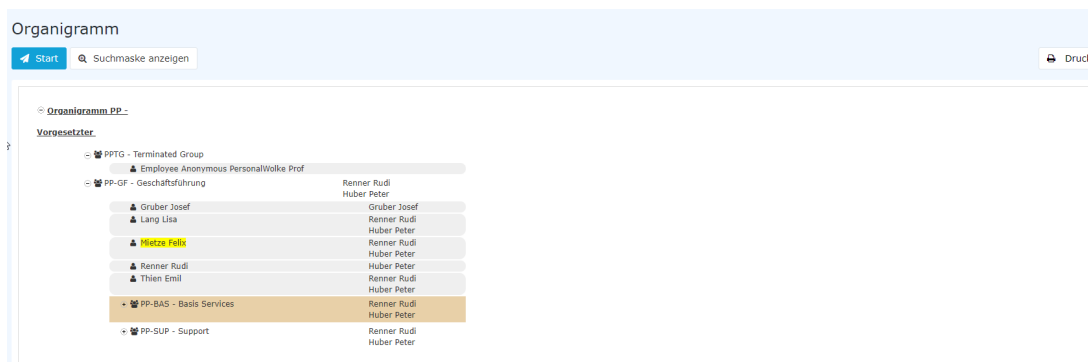 Organigramm
Start Suchmaske anzeigen
Organigramm PP -
Vorgesetzter
PPTG - Terminated Group
Employee Anonymous PersonalWolke Prof
PP-GF - Geschäftsführung Renner Rudi
Huber Peter
Gruber Josef Gruber Josef
Lang Lisa Renner Rudi
Huber Peter
Mietze Felix Renner Rudi
Huber Peter
Renner Rudi Huber Peter
Thien Emil Renner Rudi
Huber Peter
PP-BAS - Basis Services Renner Rudi
Huber Peter
PP-SUP - Support Renner Rudi
Huber Peter